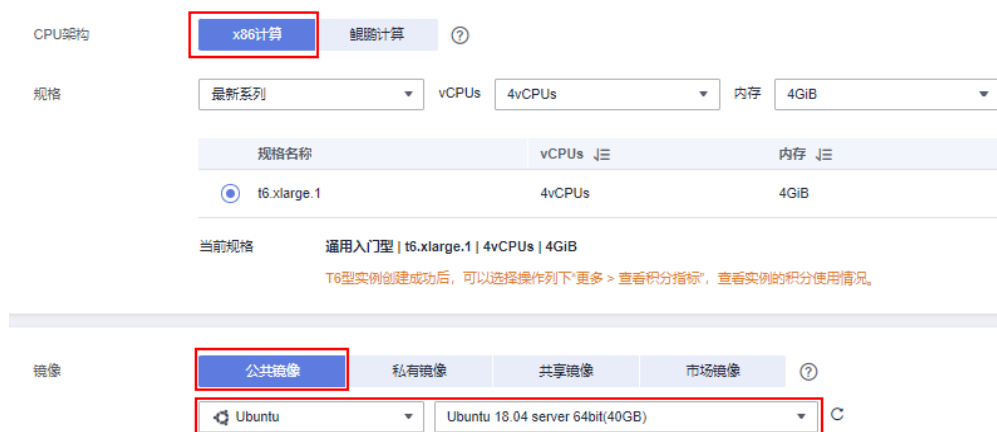 CPU架构 x86计算 鲲鹏计算
规格 最新系列 vCPUs 4vCPUs 内存 4GiB
规格名称 vCPUs 内存
t6.xlarge.1 4vCPUs 4GiB
当前规格 通用入门型 | t6.xlarge.1 | 4vCPUs | 4GiB
T6型实例创建成功后，可以选择操作列下“更多 > 查看积分指标”，查看实例的积分使用情况。
镜像 公共镜像 私有镜像 共享镜像 市场镜像
Ubuntu Ubuntu 18.04 server 64bit(40GB)